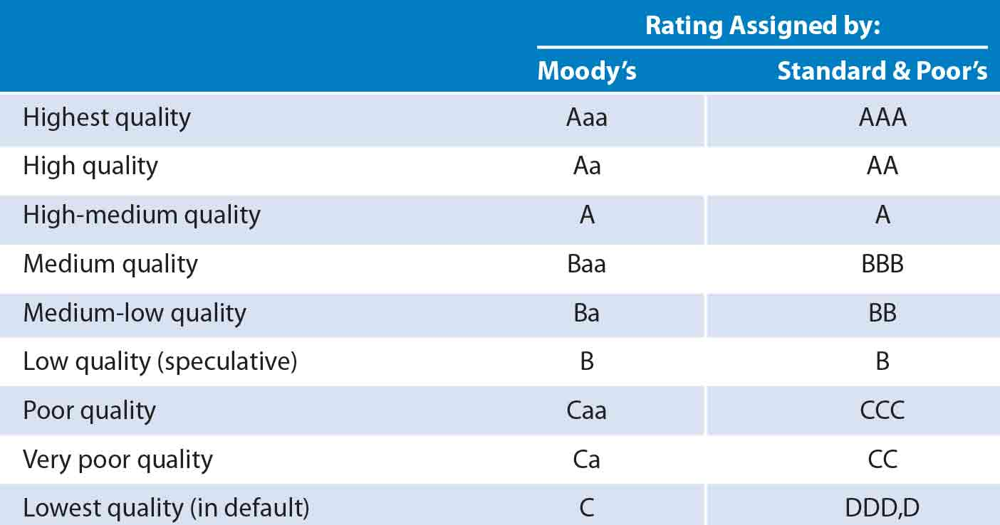 Rating Assigned by:
Moody's Standard & Poor's
Highest quality Aaa AAA
High quality Aa AA
High-medium quality A A
Medium quality Baa BBB
Medium-low quality Ba BB
Low quality (speculative) B B
Poor quality Caa CCC
Very poor quality Ca CC
Lowest quality (in default) C DDD,D